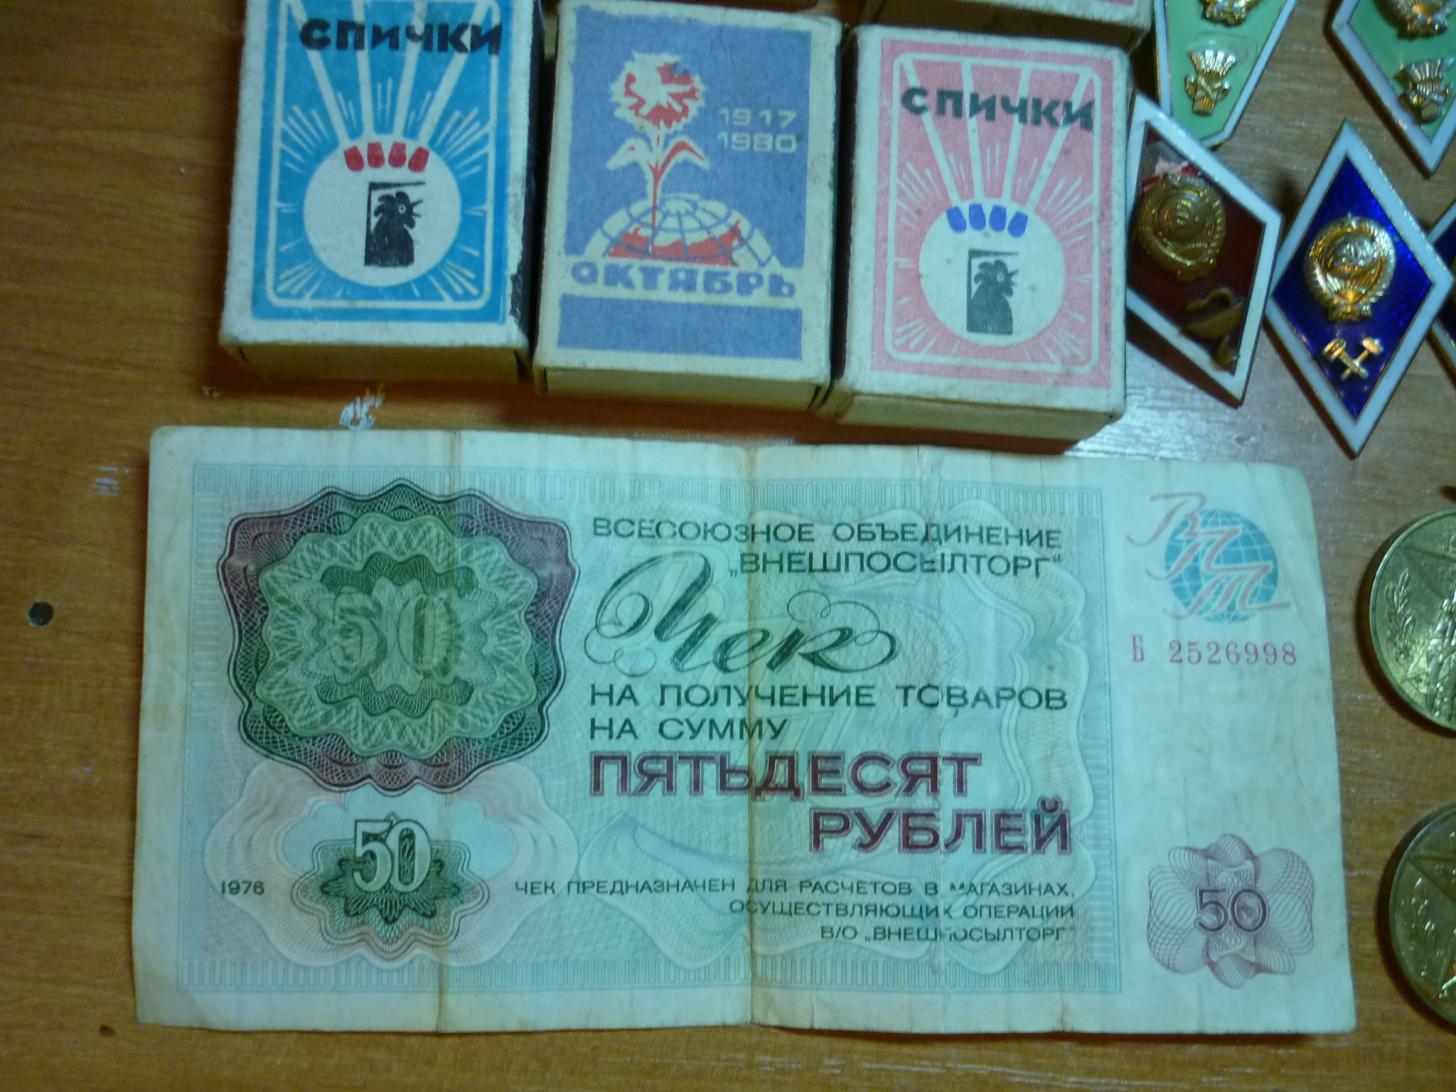 СПИЧКИ
1917
1980
ОКТЯБРЬ
СПИЧКИ
50
ВСЕСОЮЗНОЕ ОБЪЕДИНЕНИЕ
„ВНЕШПОСЫЛТОРГ“
Чек
НА ПОЛУЧЕНИЕ ТОВАРОВ
НА СУММУ
ПЯТЬДЕСЯТ
РУБЛЕЙ
ВПТ
Б 2526998
1976
50
ЧЕК ПРЕДНАЗНАЧЕН ДЛЯ РАСЧЕТОВ В МАГАЗИНАХ,
ОСУЩЕСТВЛЯЮЩИХ ОПЕРАЦИИ
В/О „ВНЕШПОСЫЛТОРГ“
50